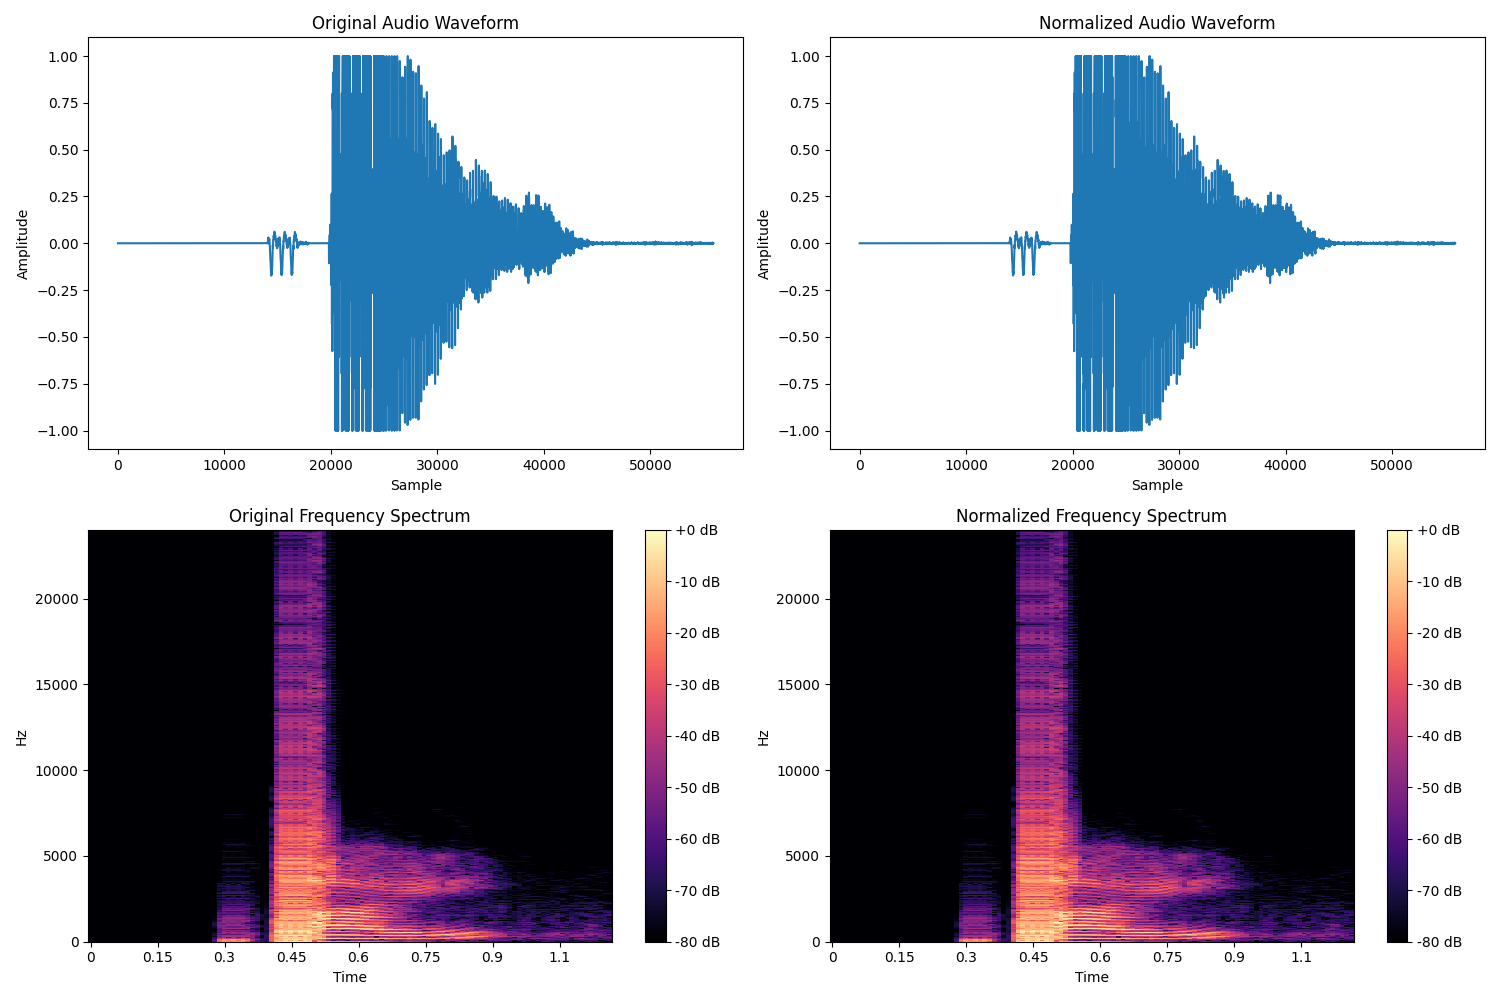 Original Audio Waveform
1.00
0.75
0.50
0.25
0.00
−0.25
−0.50
−0.75
−1.00
Amplitude
0 10000 20000 30000 40000 50000
Sample
Normalized Audio Waveform
1.00
0.75
0.50
0.25
0.00
−0.25
−0.50
−0.75
−1.00
Amplitude
0 10000 20000 30000 40000 50000
Sample
Original Frequency Spectrum
20000
15000
10000
5000
0
Hz
0 0.15 0.3 0.45 0.6 0.75 0.9 1.1
Time
+0 dB
-10 dB
-20 dB
-30 dB
-40 dB
-50 dB
-60 dB
-70 dB
-80 dB
Normalized Frequency Spectrum
20000
15000
10000
5000
0
Hz
0 0.15 0.3 0.45 0.6 0.75 0.9 1.1
Time
+0 dB
-10 dB
-20 dB
-30 dB
-40 dB
-50 dB
-60 dB
-70 dB
-80 dB